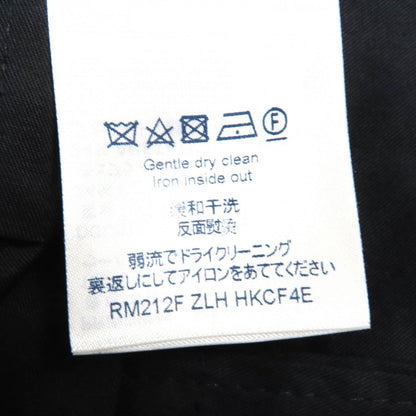 F
Gentle dry clean
Iron inside out
缓和干洗
反面熨烫
弱流でドライクリーニング
裏返しにしてアイロンをあててください
RM212F ZLH HKCF4E